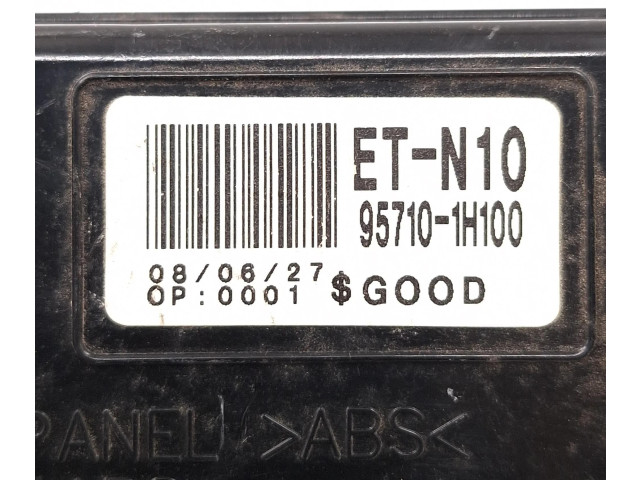 ET-N10
95710-1H100
08/06/27
OP:0001 $GOOD
PANEL >ABS<